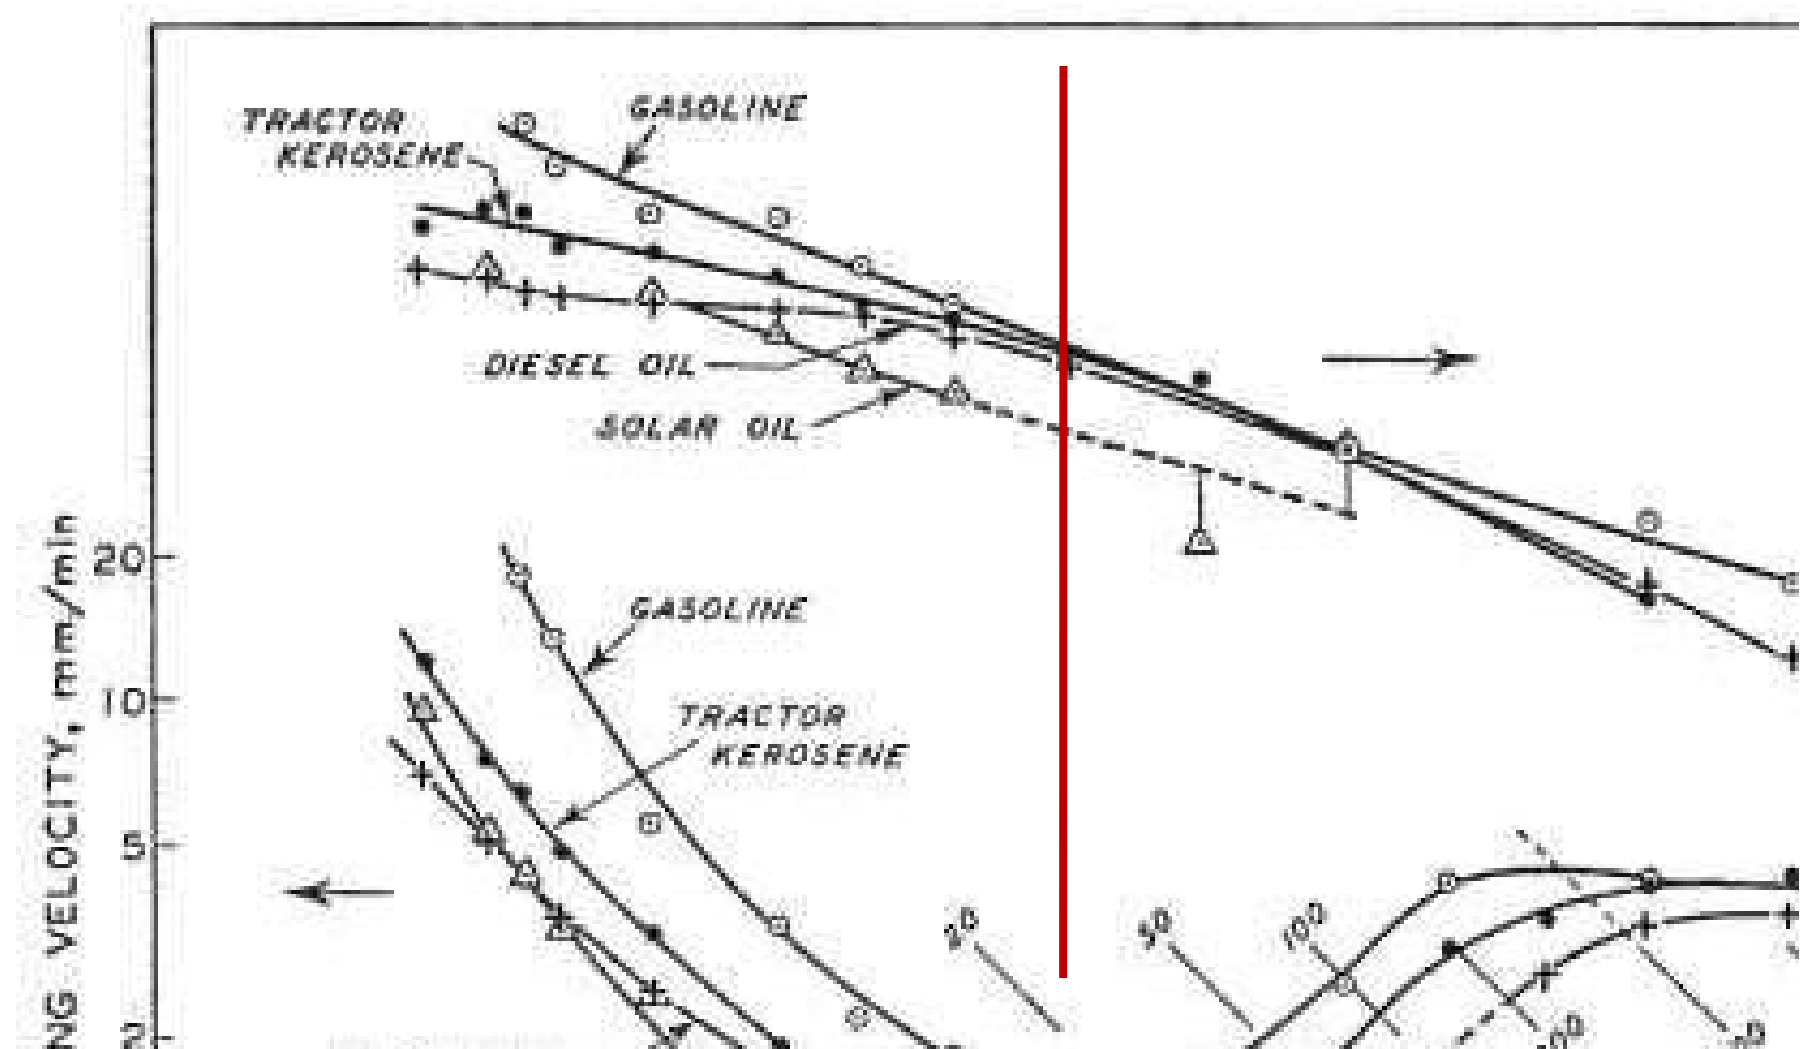 GASOLINE
TRACTOR
KEROSENE
DIESEL OIL
SOLAR OIL
20
GASOLINE
10
TRACTOR
KEROSENE
5
20
50
100
2
NG VELOCITY, mm/min